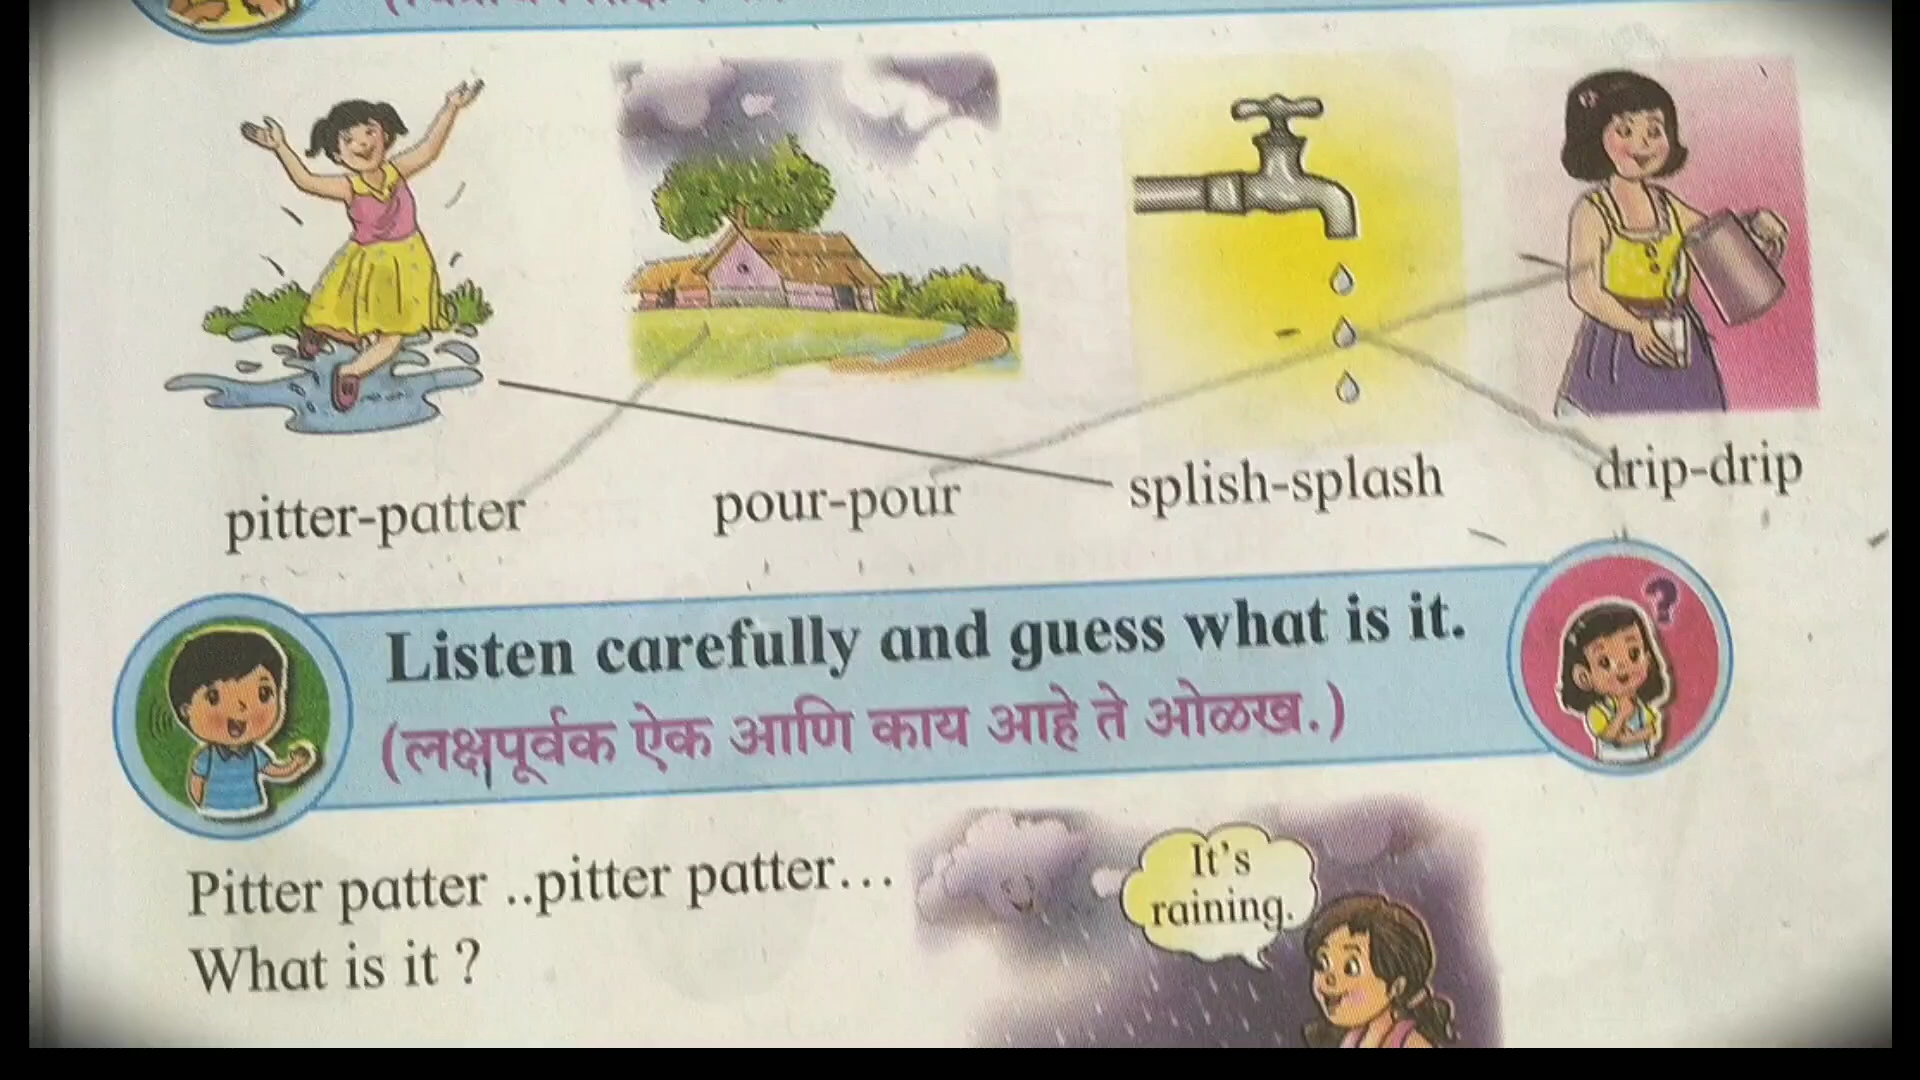 pitter-patter pour-pour splish-splash drip-drip
Listen carefully and guess what is it.
(लक्षपूर्वक ऐक आणि काय आहे ते ओळख.)
?
Pitter patter ..pitter patter...
What is it ?
It's
raining.